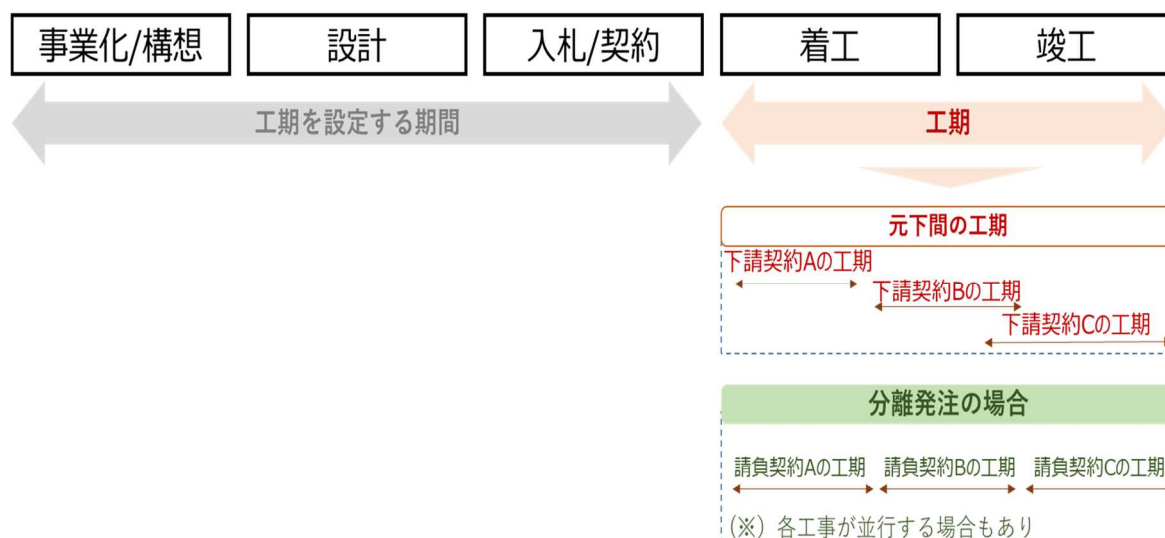 事業化/構想
設計
入札/契約
着工
竣工
工期を設定する期間
工期
元下間の工期
下請契約Aの工期
下請契約Bの工期
下請契約Cの工期
分離発注の場合
請負契約Aの工期
請負契約Bの工期
請負契約Cの工期
(※) 各工事が並行する場合もあり